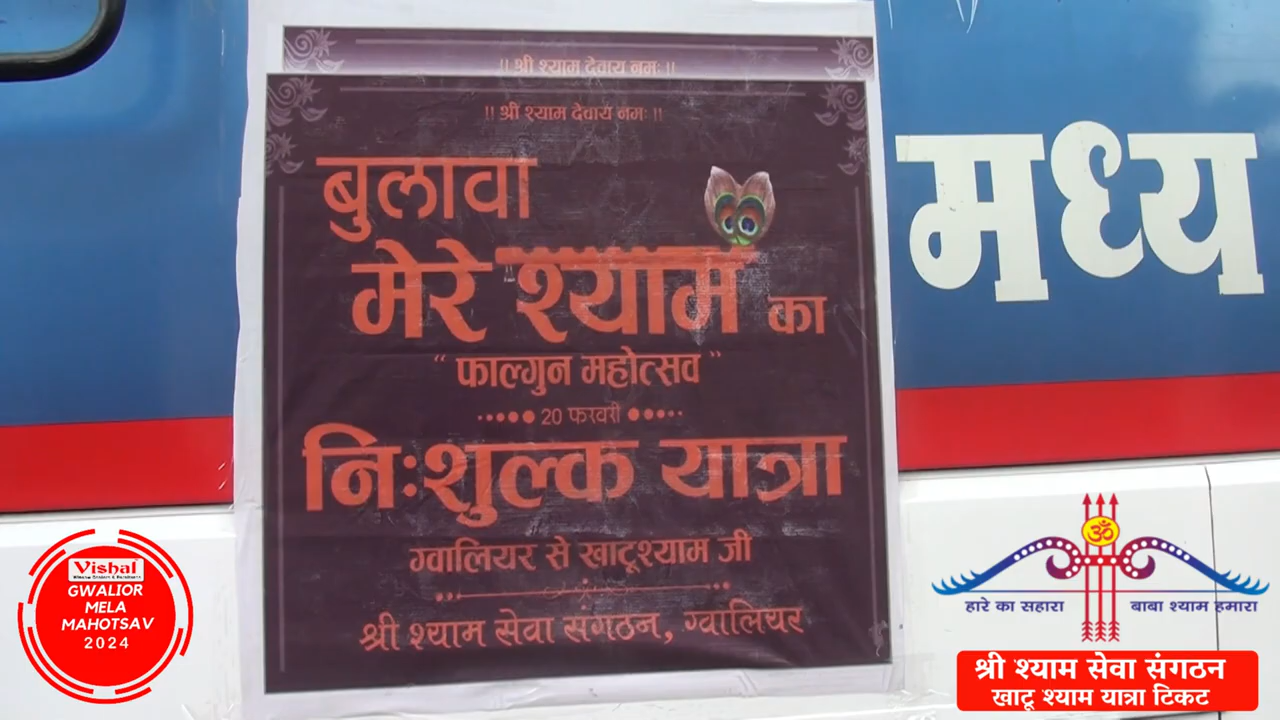 !! श्री श्याम देवाय नमः !!
!! श्री श्याम देवाय नमः !!
बुलावा
मेरे श्याम का
“ फाल्गुन महोत्सव ”
20 फरवरी
निःशुल्क यात्रा
ग्वालियर से खाटूश्याम जी
श्री श्याम सेवा संगठन, ग्वालियर
मध्य
Vishal
GWALIOR
MELA
MAHOTSAV
2024
ॐ
हारे का सहारा बाबा श्याम हमारा
श्री श्याम सेवा संगठन
खाटू श्याम यात्रा टिकट